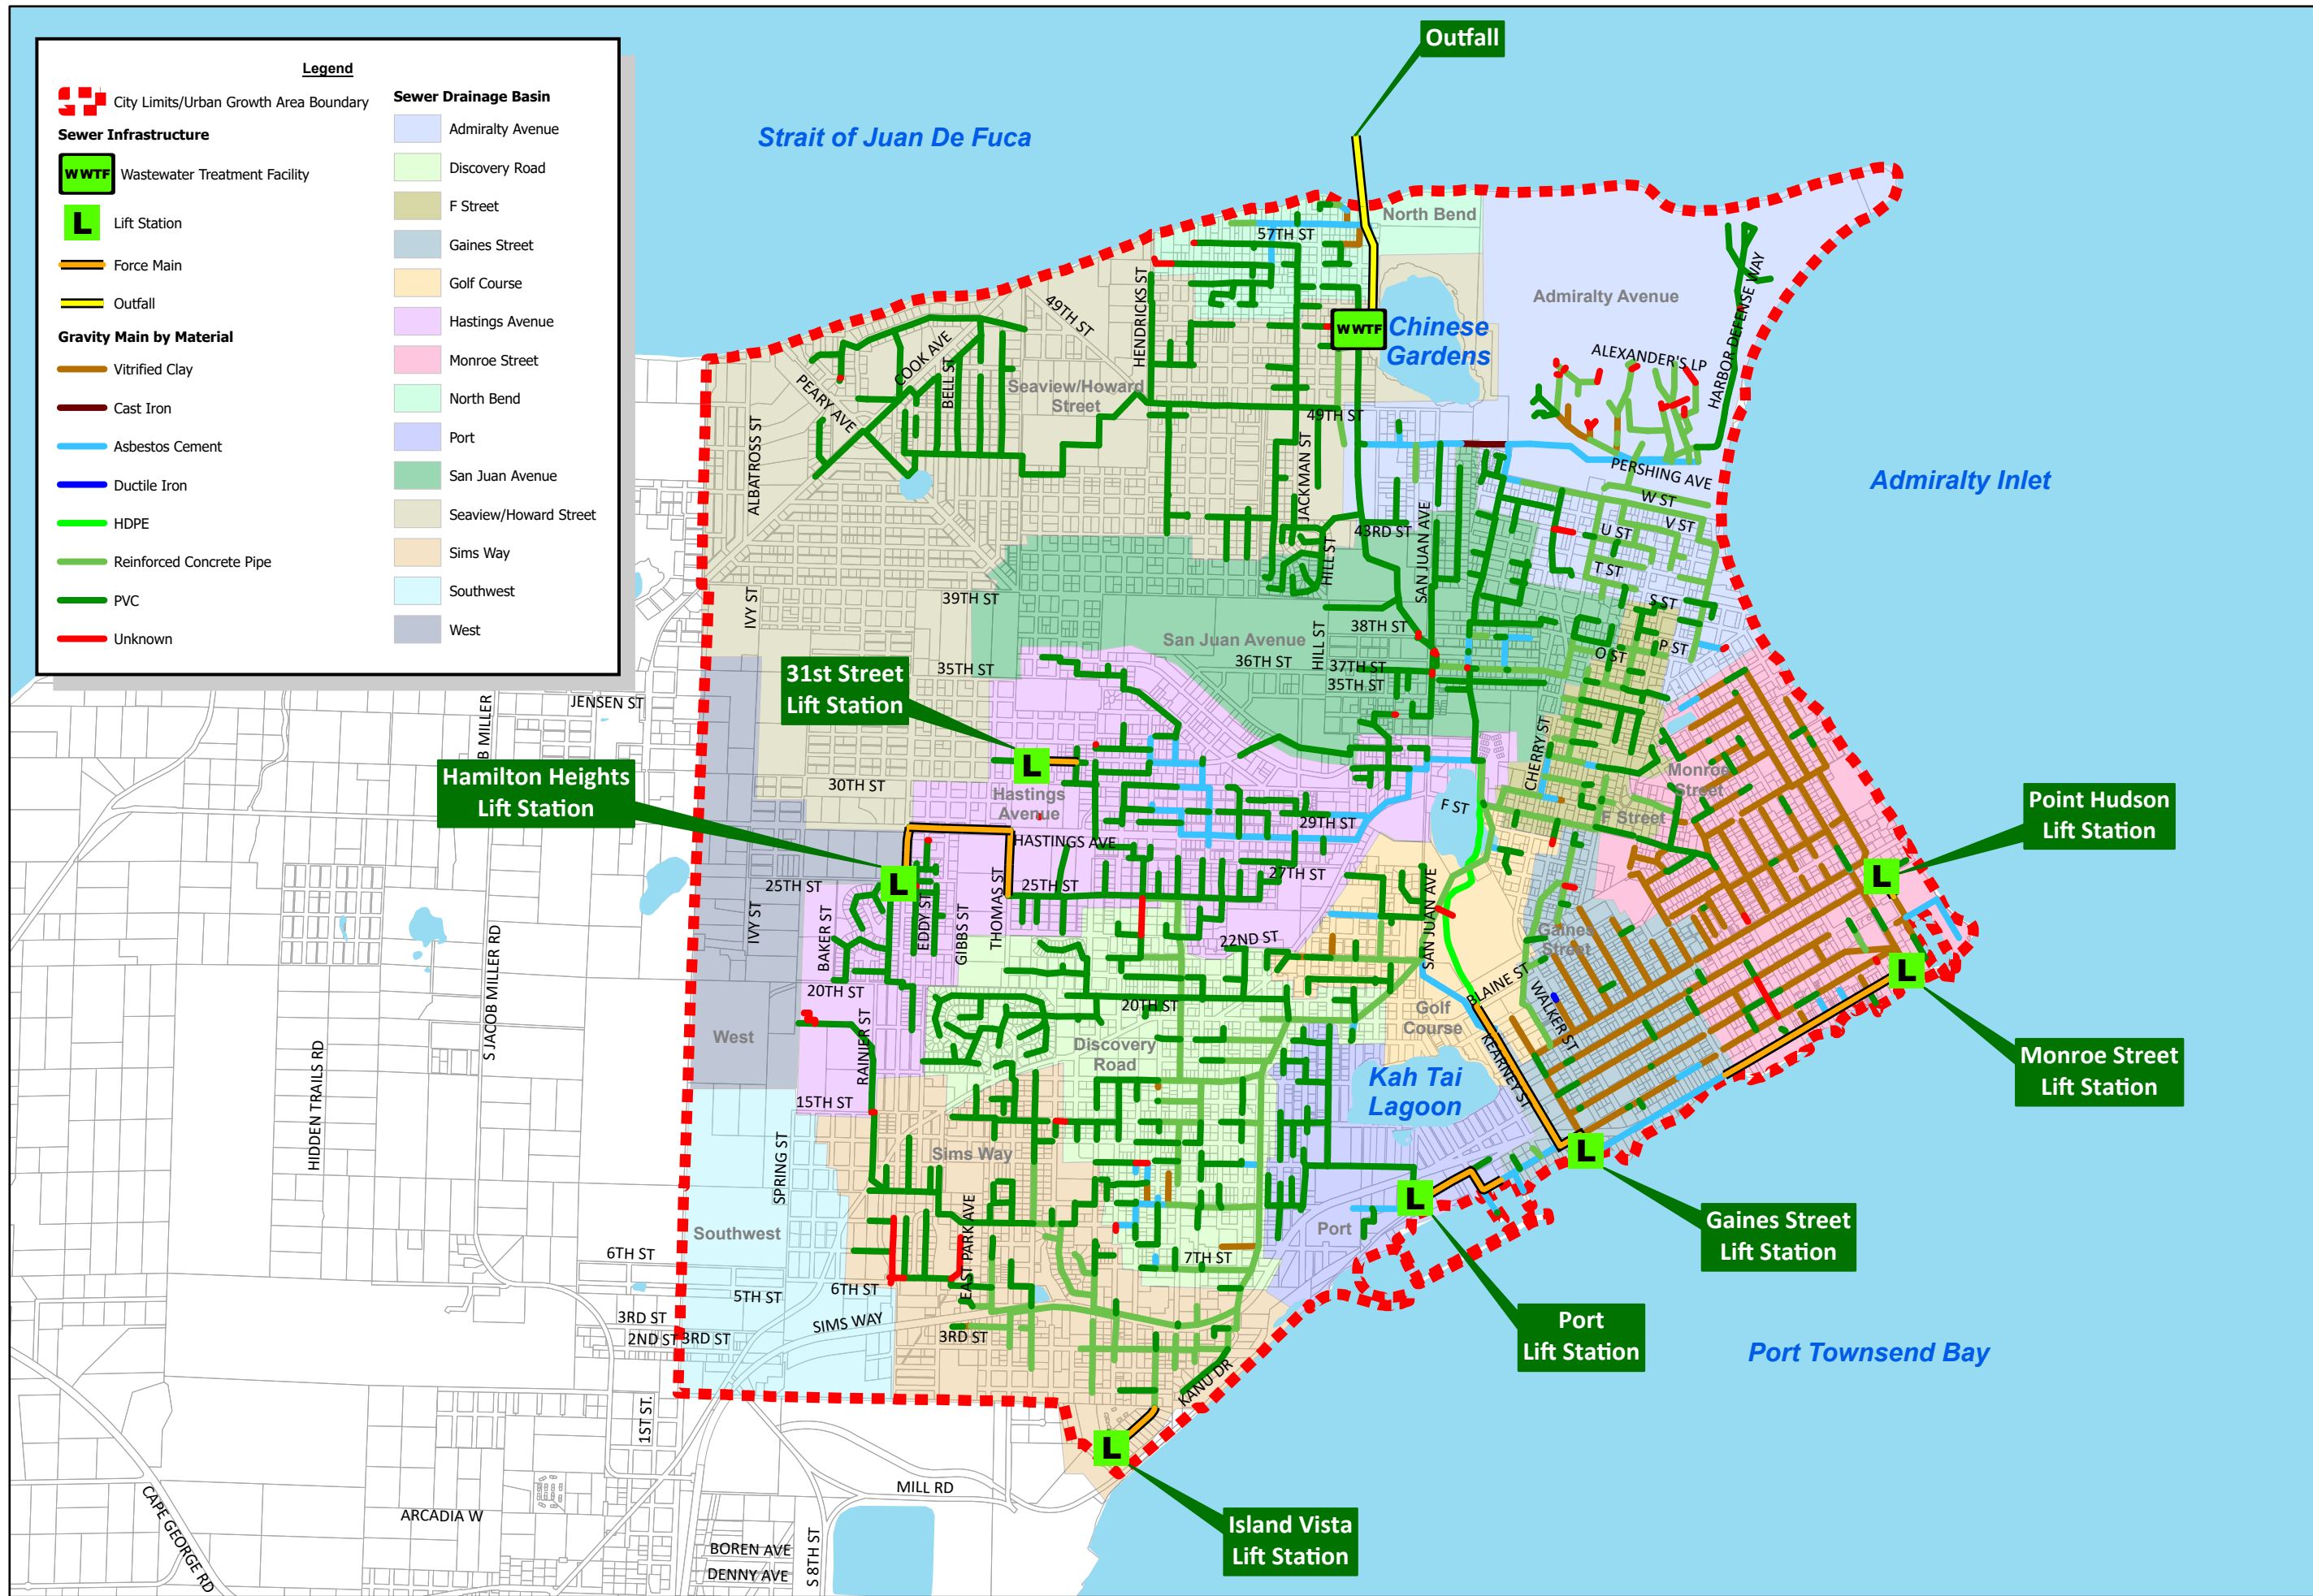 Legend
City Limits/Urban Growth Area Boundary
Sewer Infrastructure
WWTF
Wastewater Treatment Facility
L
Lift Station
Force Main
Outfall
Gravity Main by Material
Vitrified Clay
Cast Iron
Asbestos Cement
Ductile Iron
HDPE
Reinforced Concrete Pipe
PVC
Unknown
Sewer Drainage Basin
Admiralty Avenue
Discovery Road
F Street
Gaines Street
Golf Course
Hastings Avenue
Monroe Street
North Bend
Port
San Juan Avenue
Seaview/Howard Street
Sims Way
Southwest
West
Outfall
Strait of Juan De Fuca
North Bend
57TH ST
HENDRICKS ST
49TH ST
Admiralty Avenue
HARBOR DEFENSE WAY
WWTF
Chinese
Gardens
ALEXANDER'S LP
COOK AVE
BELL ST
PEARY AVE
Seaview/Howard
Street
49TH ST
ALBATROSS ST
JACKMAN ST
PERSHING AVE
Admiralty Inlet
W ST
V ST
U ST
43RD ST
HILL ST
SAN JUAN AVE
T ST
S ST
IVY ST
39TH ST
38TH ST
San Juan Avenue
HILL ST
O ST
P ST
35TH ST
36TH ST
37TH ST
35TH ST
31st Street
Lift Station
JENSEN ST
B MILLER
CHERRY ST
L
Monroe
Street
Hamilton Heights
Lift Station
30TH ST
Hastings
Avenue
F ST
F Street
29TH ST
Point Hudson
Lift Station
HASTINGS AVE
L
25TH ST
25TH ST
27TH ST
L
IVY ST
BAKER ST
EDDY ST
GIBBS ST
THOMAS ST
22ND ST
SAN JUAN AVE
Gaines
Street
S JACOB MILLER RD
L
20TH ST
20TH ST
BLAINE ST
WALKER ST
West
RAINIER ST
Discovery
Road
Golf
Course
KEARNEY ST
Monroe Street
Lift Station
HIDDEN TRAILS RD
Kah Tai
Lagoon
15TH ST
SPRING ST
Sims Way
L
L
Gaines Street
Lift Station
Southwest
EAST PARK AVE
Port
6TH ST
7TH ST
5TH ST
6TH ST
3RD ST
SIMS WAY
2ND ST
3RD ST
3RD ST
Port
Lift Station
Port Townsend Bay
KANU DR
1ST ST.
L
MILL RD
CAPE GEORGE RD
ARCADIA W
Island Vista
Lift Station
BOREN AVE
DENNY AVE
S 8TH ST